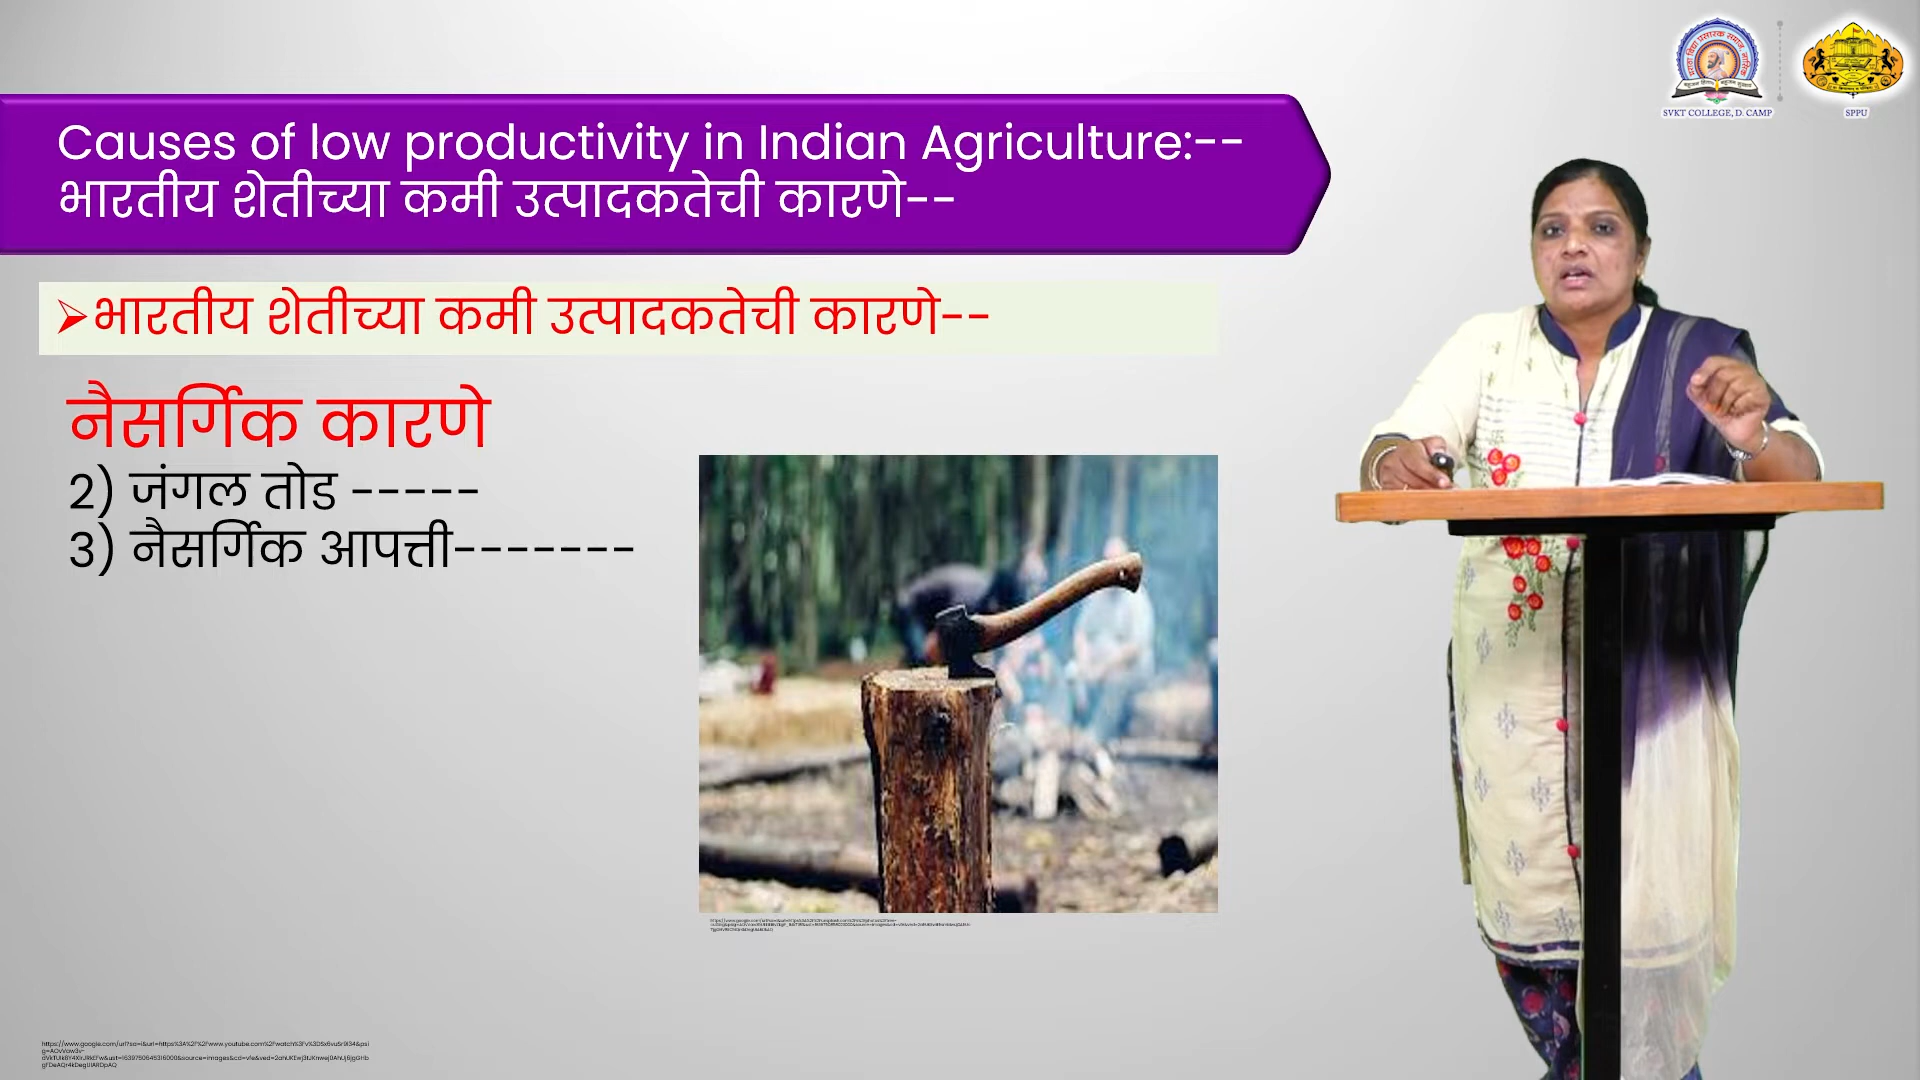 SVKT COLLEGE, D. CAMP
SPPU
Causes of low productivity in Indian Agriculture:--
भारतीय शेतीच्या कमी उत्पादकतेची कारणे--
➢भारतीय शेतीच्या कमी उत्पादकतेची कारणे--
नैसर्गिक कारणे
2) जंगल तोड -----
3) नैसर्गिक आपत्ती-------